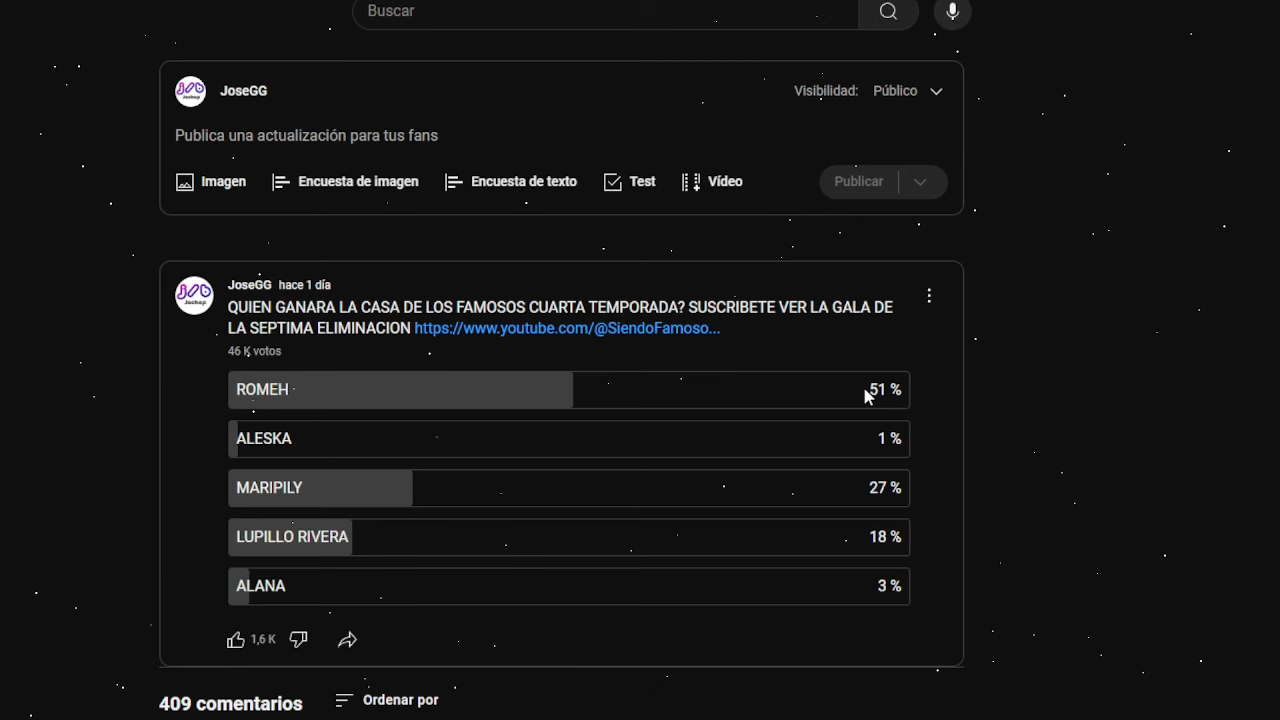 Buscar
JoseGG
Visibilidad: Público
Publica una actualización para tus fans
Imagen
Encuesta de imagen
Encuesta de texto
Test
Vídeo
Publicar
JoseGG hace 1 día
QUIEN GANARA LA CASA DE LOS FAMOSOS CUARTA TEMPORADA? SUSCRIBETE VER LA GALA DE
LA SEPTIMA ELIMINACION https://www.youtube.com/@SiendoFamoso...
46 K votos
ROMEH 51 %
ALESKA 1 %
MARIPILY 27 %
LUPILLO RIVERA 18 %
ALANA 3 %
1,6 K
409 comentarios
Ordenar por